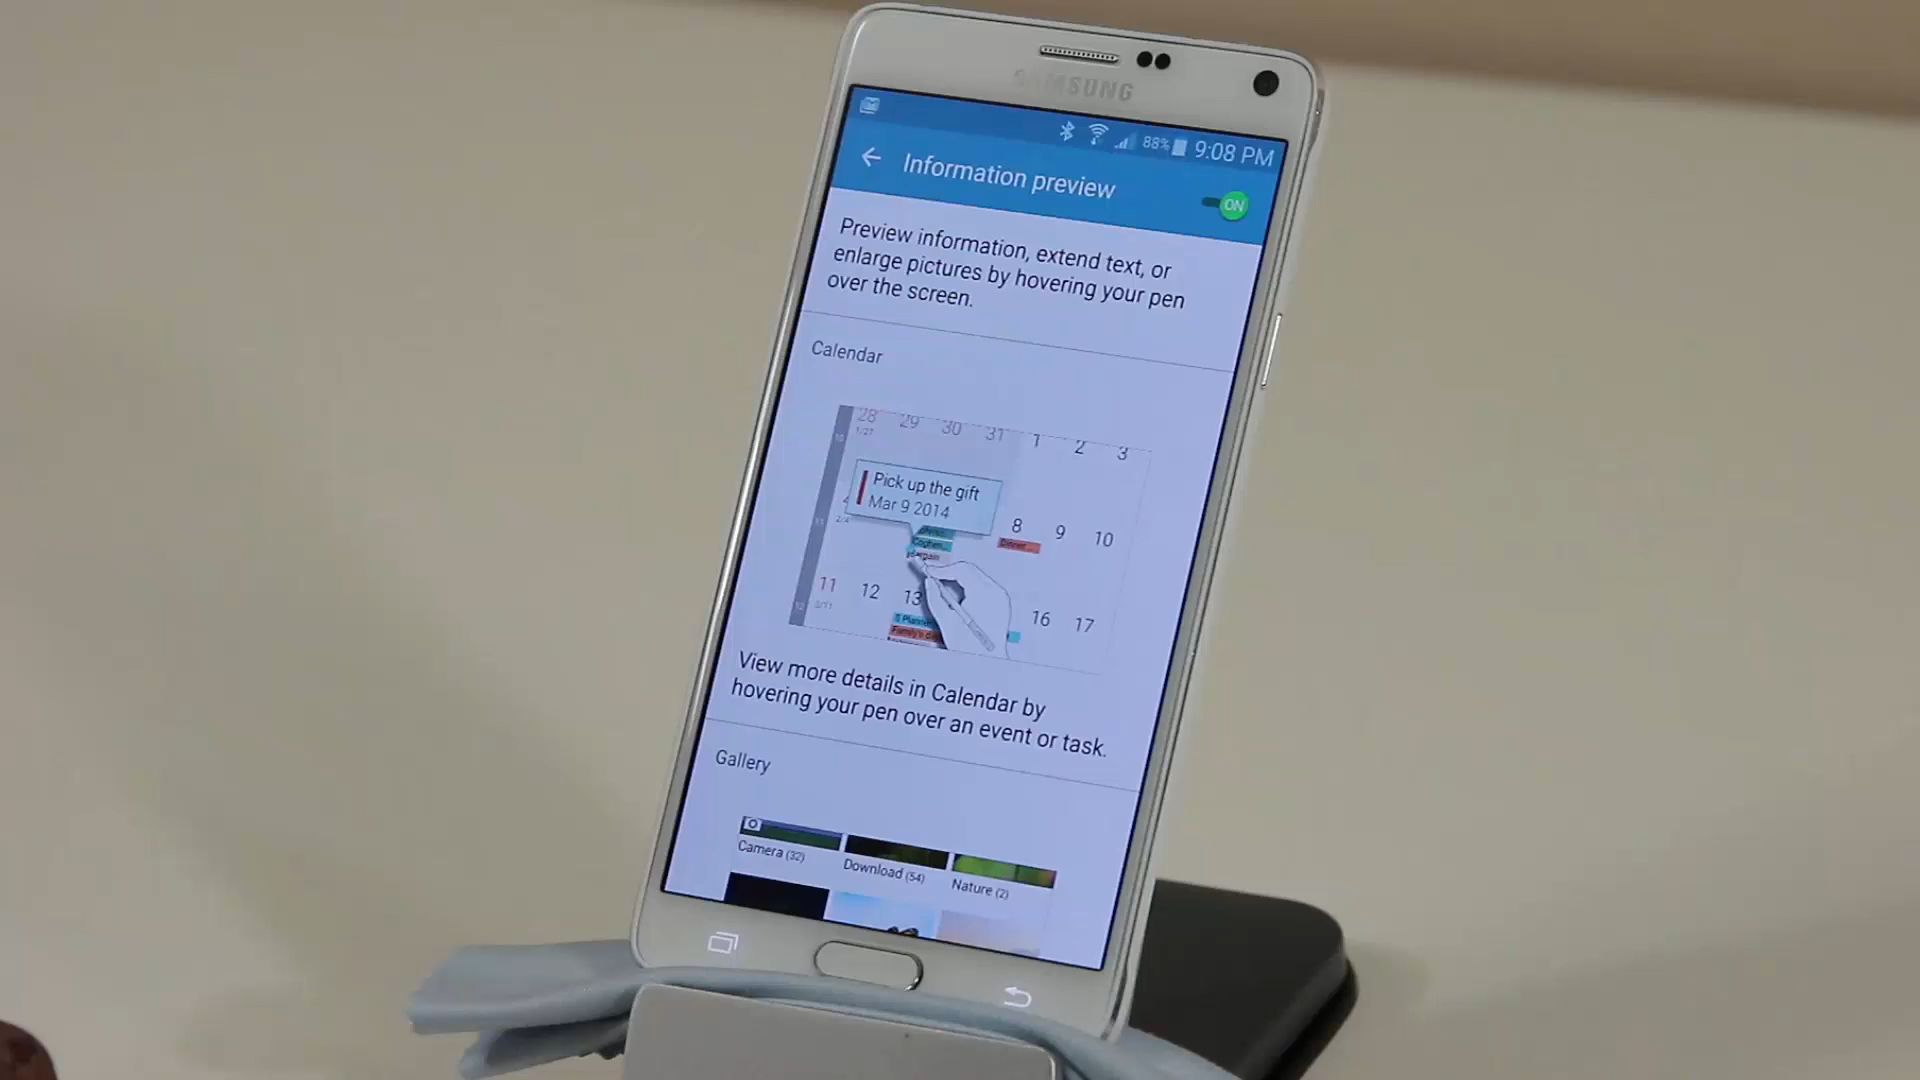 SAMSUNG
88% 9:08 PM
Information preview
ON
Preview information, extend text, or
enlarge pictures by hovering your pen
over the screen.
Calendar
28 29 30 31 1 2 3
1/27
Pick up the gift
Mar 9 2014
8 9 10
Dinner...
11 12 13 16 17
View more details in Calendar by
hovering your pen over an event or task.
Gallery
Camera (32)
Download (54)
Nature (2)